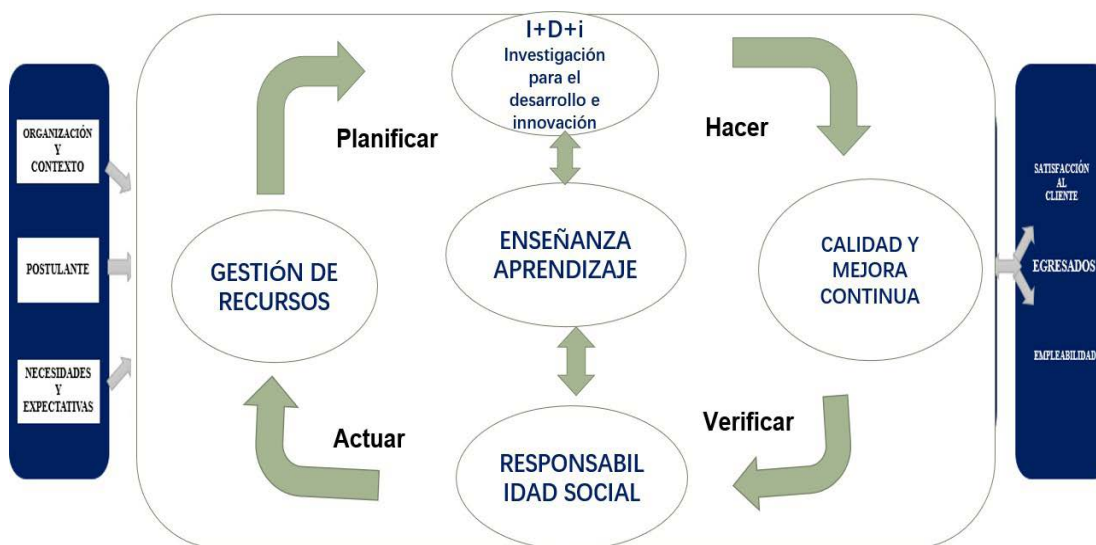 ORGANIZACIÓN
Y
CONTEXTO
POSTULANTE
NECESIDADES
Y
EXPECTATIVAS
Planificar
I+D+i
Investigación
para el
desarrollo e
innovación
Hacer
GESTIÓN DE
RECURSOS
ENSEÑANZA
APRENDIZAJE
CALIDAD Y
MEJORA
CONTINUA
Actuar
RESPONSABIL
IDAD SOCIAL
Verificar
SATISFACCIÓN
AL
CLIENTE
EGRESADOS
EMPLEABILIDAD